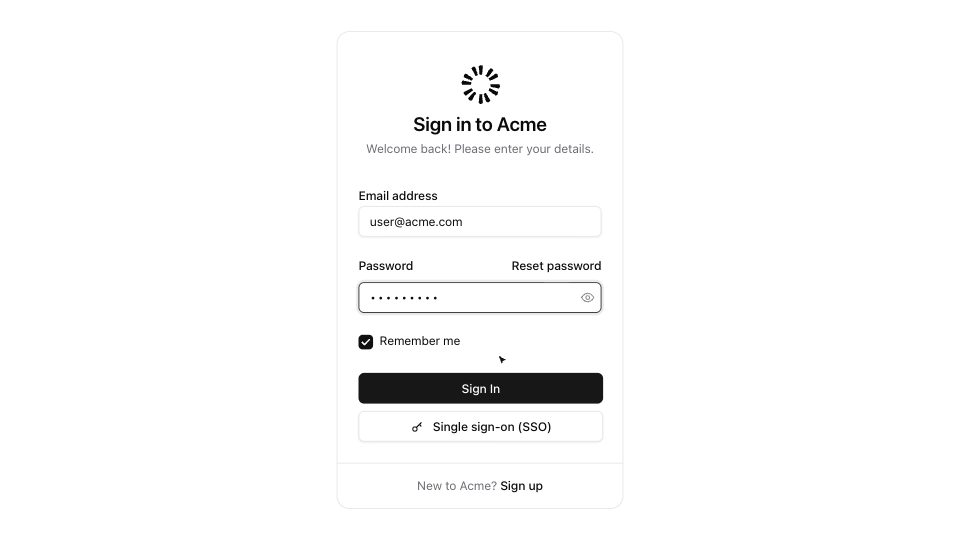 Sign in to Acme
Welcome back! Please enter your details.
Email address
user@acme.com
Password Reset password
•••••••••
Remember me
Sign In
Single sign-on (SSO)
New to Acme? Sign up